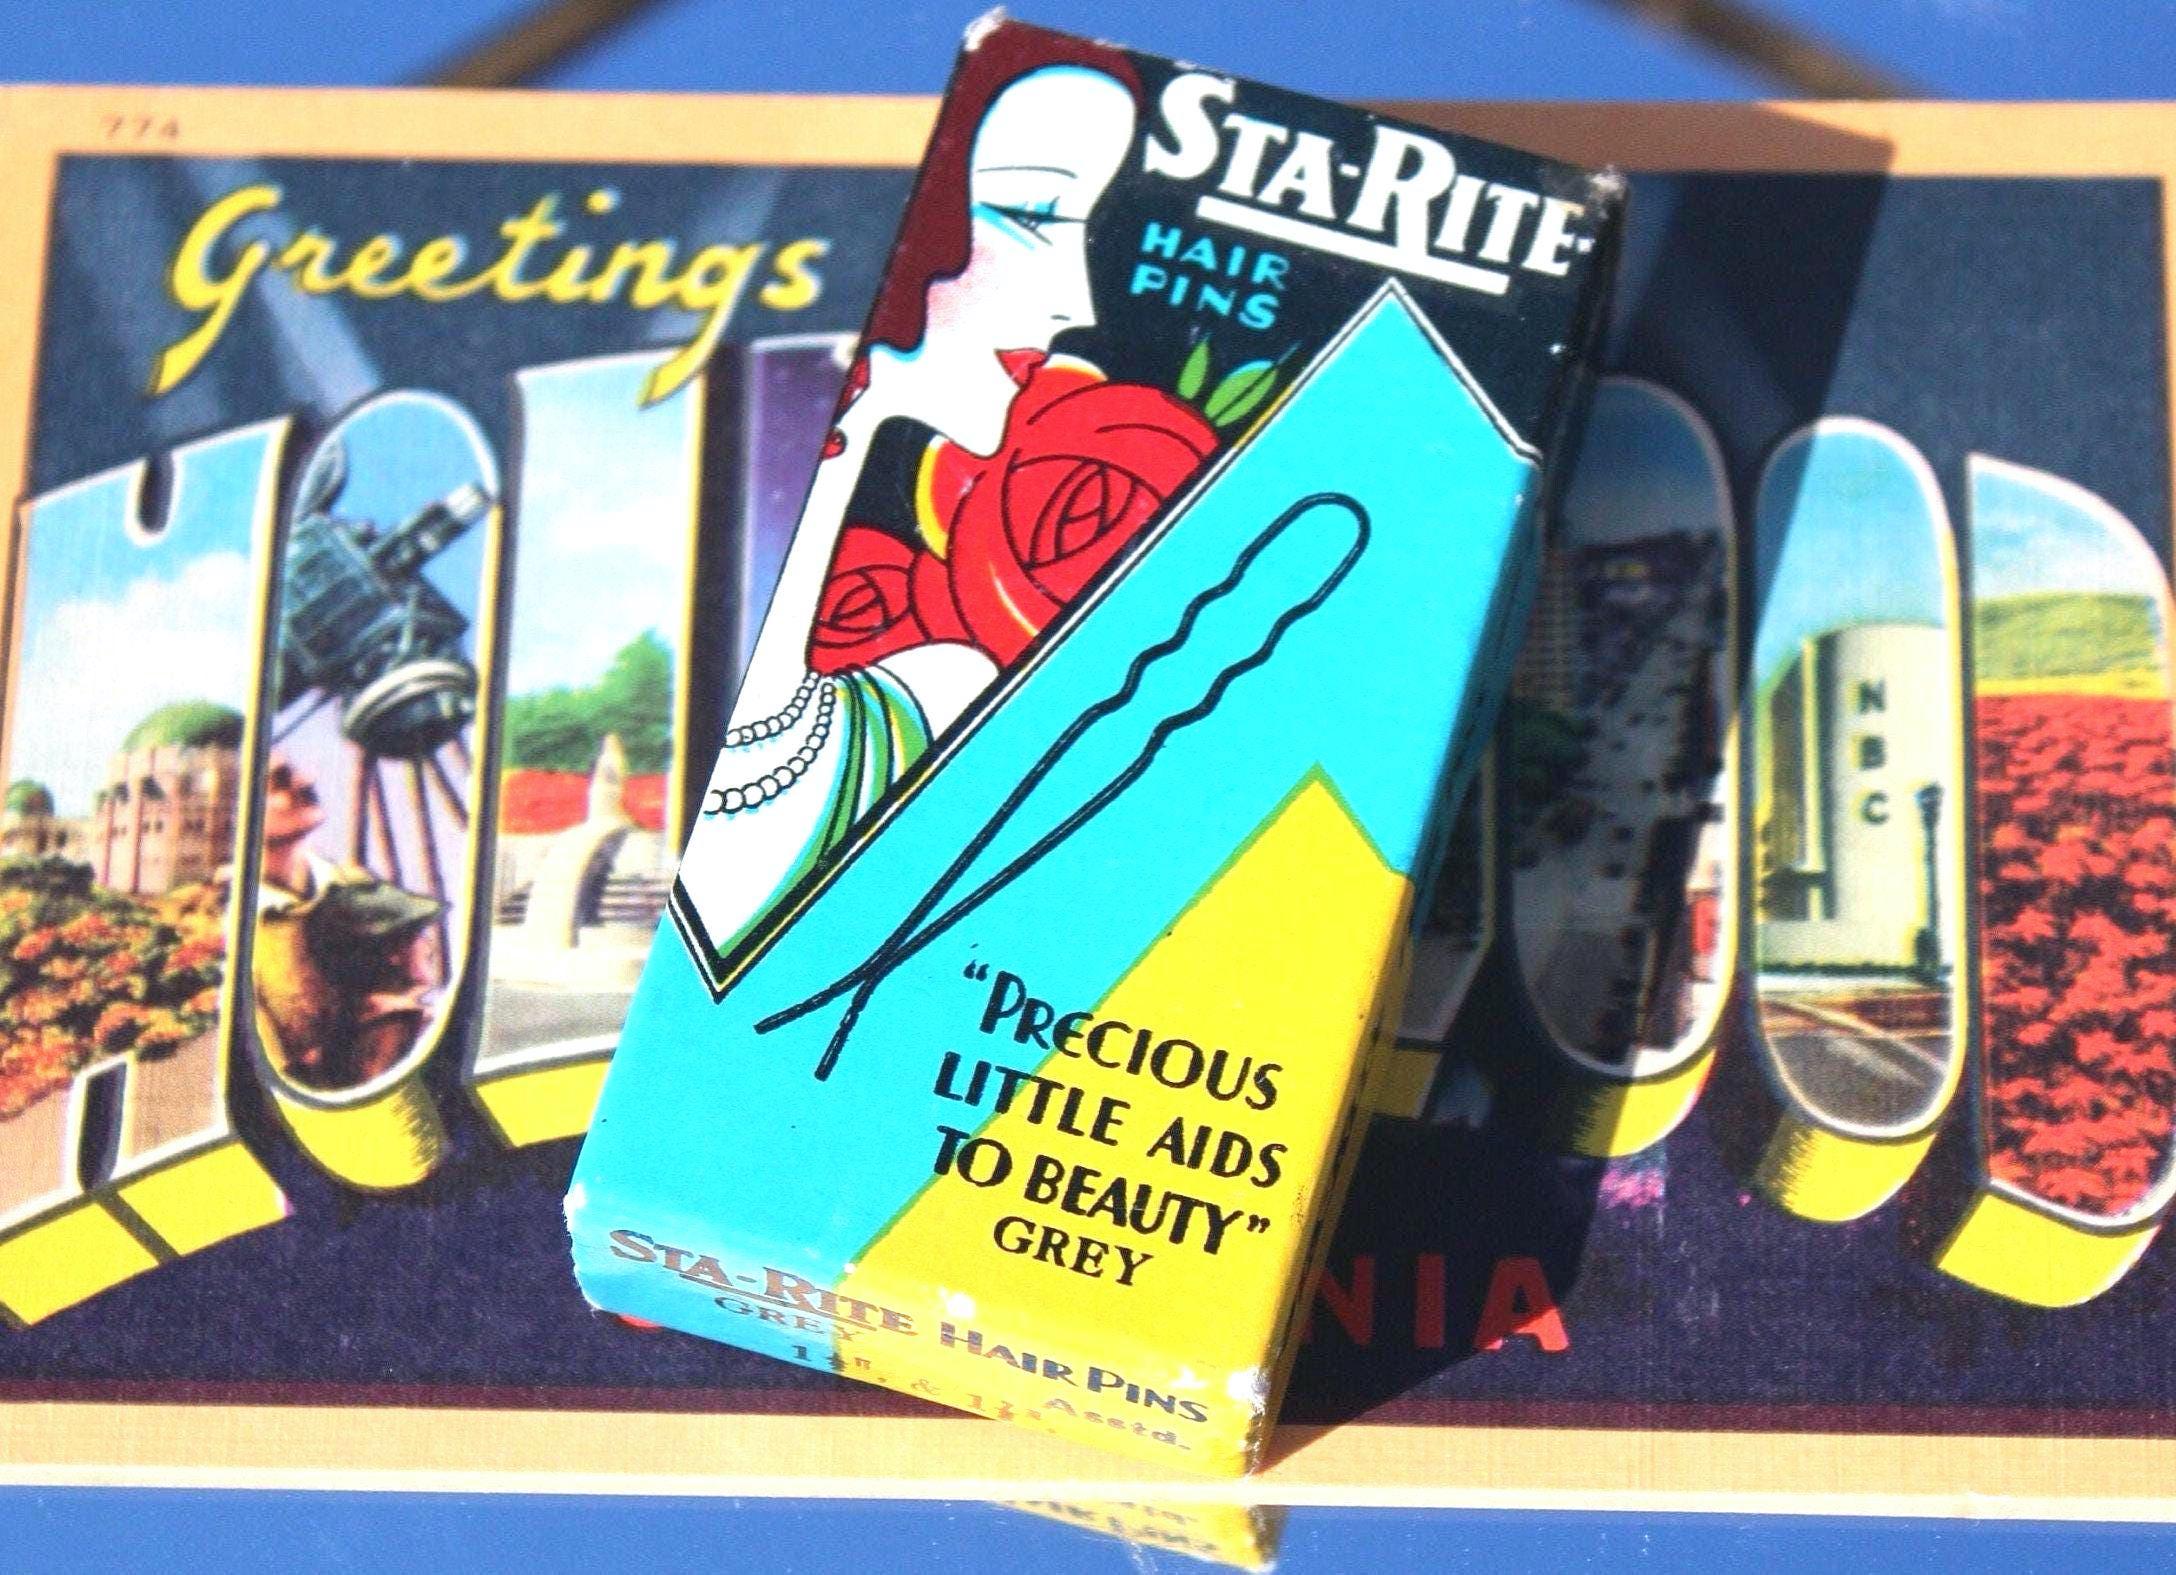 774
Greetings
STA-RITE
HAIR
PINS
NBC
"PRECIOUS
LITTLE AIDS
TO BEAUTY"
GREY
NIA
STA-RITE HAIR PINS
GREY
Asstd.